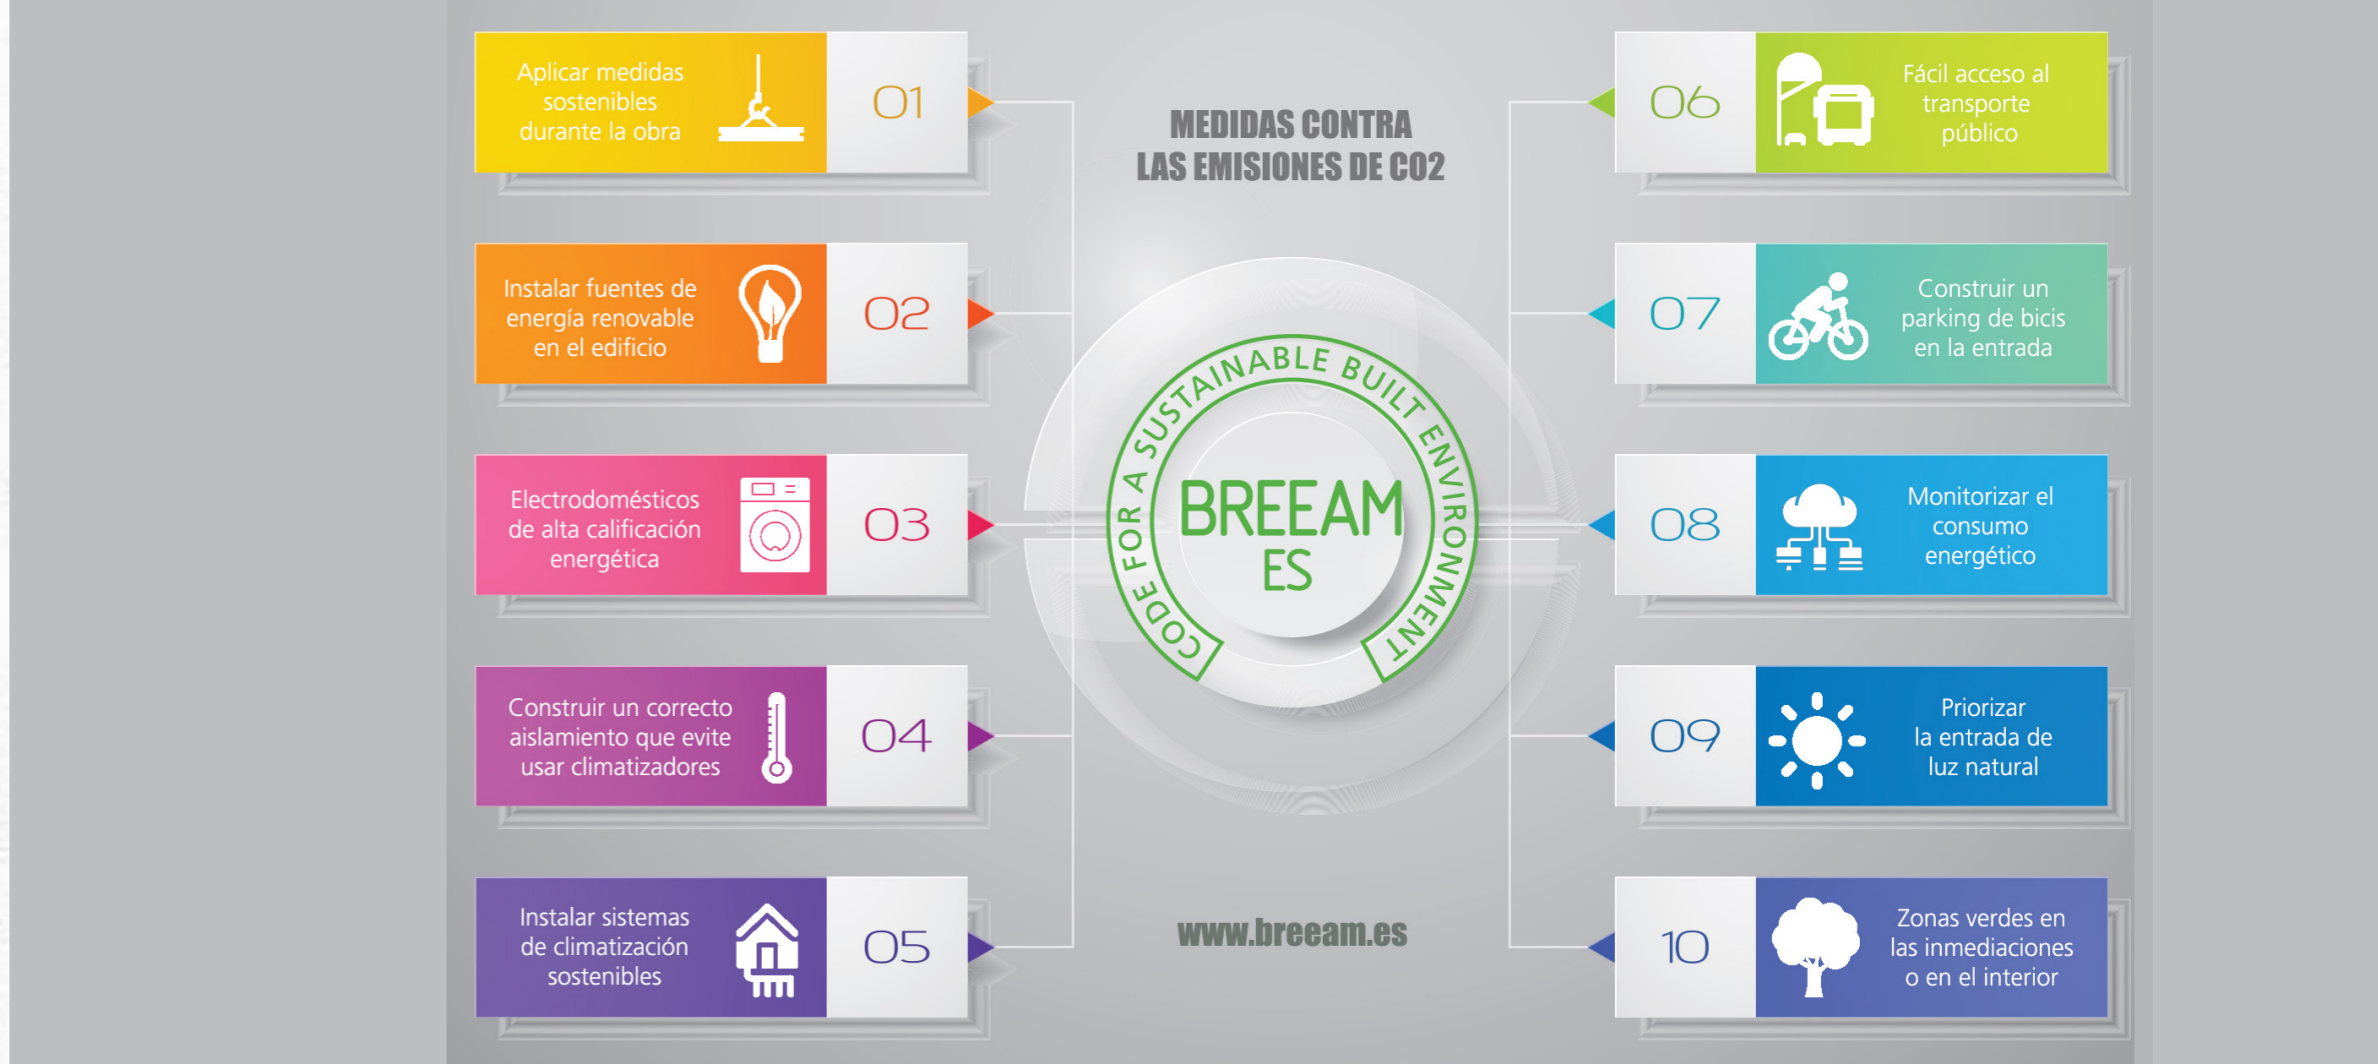 MEDIDAS CONTRA
LAS EMISIONES DE CO2
Aplicar medidas
sostenibles
durante la obra
01
Instalar fuentes de
energía renovable
en el edificio
02
Electrodomésticos
de alta calificación
energética
03
Construir un correcto
aislamiento que evite
usar climatizadores
04
Instalar sistemas
de climatización
sostenibles
05
CODE FOR A SUSTAINABLE BUILT ENVIRONMENT
BREEAM
ES
www.breeam.es
06
Fácil acceso al
transporte
público
07
Construir un
parking de bicis
en la entrada
08
Monitorizar el
consumo
energético
09
Priorizar
la entrada de
luz natural
10
Zonas verdes en
las inmediaciones
o en el interior